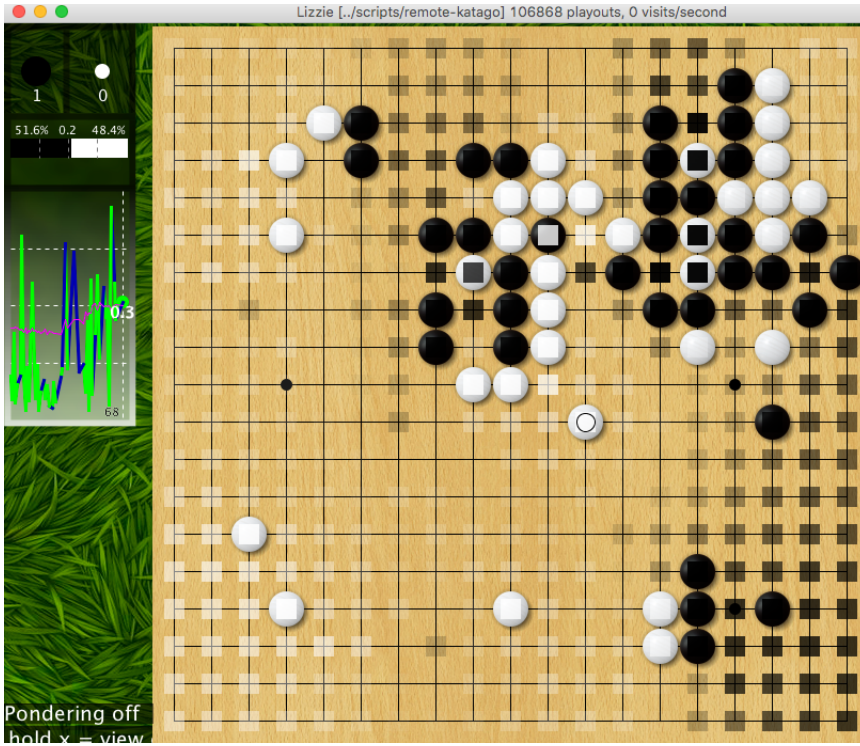 Lizzie [../scripts/remote-katago] 106868 playouts, 0 visits/second
1 0
51.6% 0.2 48.4%
0.3
68
Pondering off
hold x = view